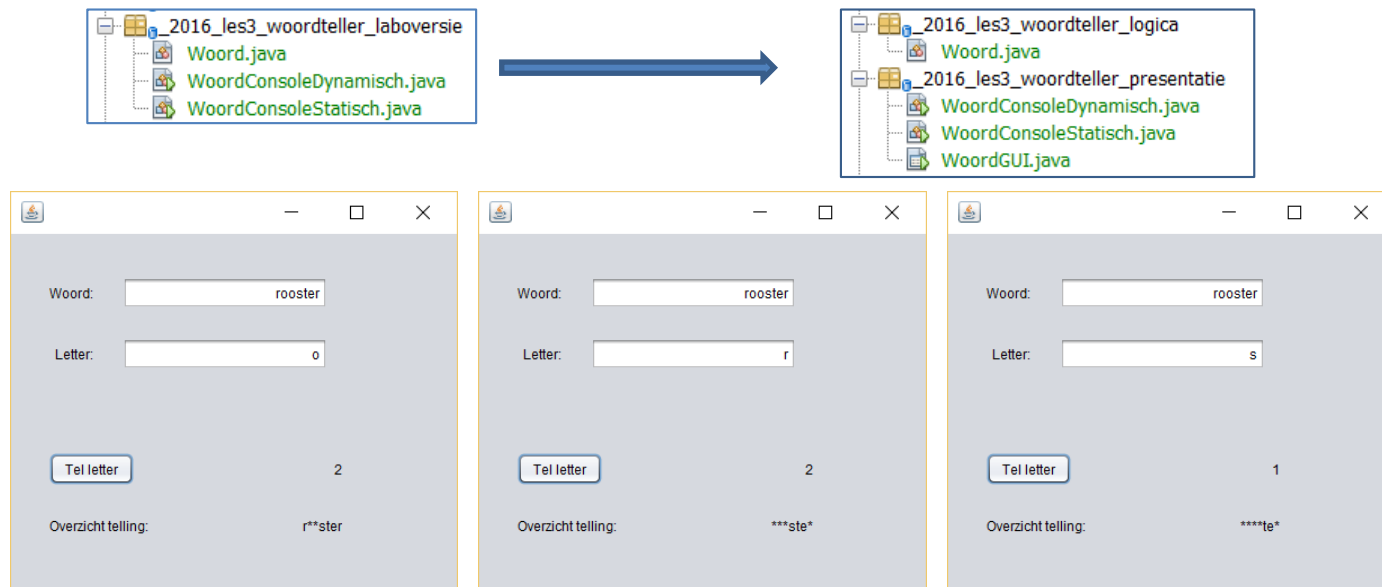 _2016_les3_woordteller_laboversie
Woord.java
WoordConsoleDynamisch.java
WoordConsoleStatisch.java
_2016_les3_woordteller_logica
Woord.java
_2016_les3_woordteller_presentatie
WoordConsoleDynamisch.java
WoordConsoleStatisch.java
WoordGUI.java
Woord: rooster
Letter: o
Tel letter 2
Overzicht telling: r**ster
Woord: rooster
Letter: r
Tel letter 2
Overzicht telling: ***ste*
Woord: rooster
Letter: s
Tel letter 1
Overzicht telling: ****te*